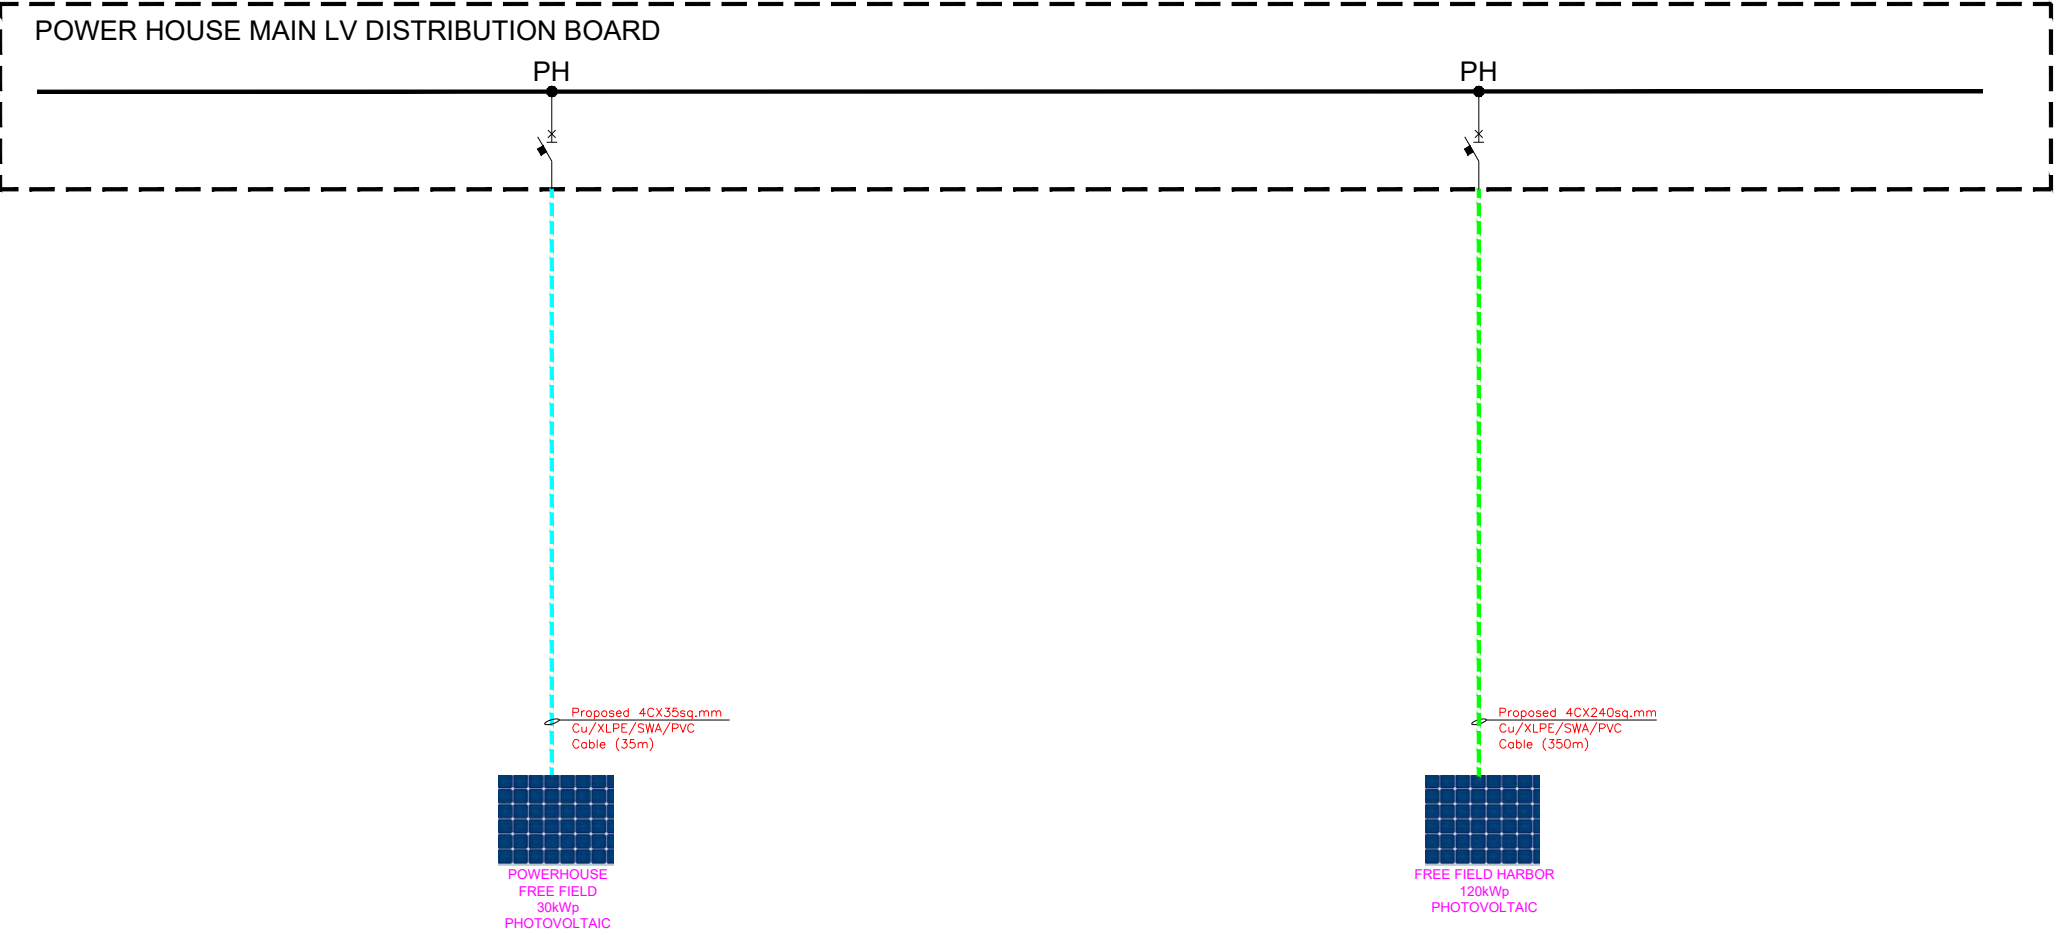 POWER HOUSE MAIN LV DISTRIBUTION BOARD
PH
PH
Proposed 4CX35sq.mm
Cu/XLPE/SWA/PVC
Cable (35m)
Proposed 4CX240sq.mm
Cu/XLPE/SWA/PVC
Cable (350m)
POWERHOUSE
FREE FIELD
30kWp
PHOTOVOLTAIC
FREE FIELD HARBOR
120kWp
PHOTOVOLTAIC